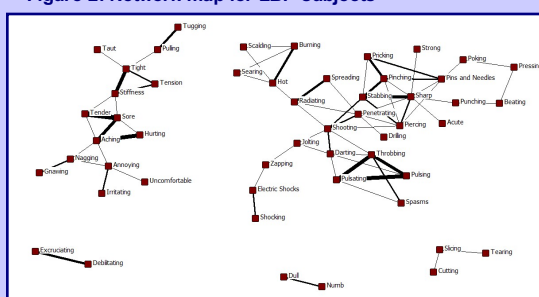 Figure 2: Network Map for LBP Subjects
Tugging
Taut
Pulling
Tight
Tension
Stiffness
Tender
Sore
Hurting
Aching
Nagging
Annoying
Gnawing
Uncomfortable
Irritating
Excruciating
Debilitating
Scalding
Burning
Searing
Hot
Spreading
Radiating
Pricking
Strong
Poking
Pressin
Pinching
Pins and Needles
Stabbing
Sharp
Punching
Beating
Penetrating
Acute
Shooting
Piercing
Drilling
Jolting
Darting
Throbbing
Zapping
Pulsating
Pulsing
Electric Shocks
Spasms
Shocking
Dull
Numb
Slicing
Tearing
Cutting